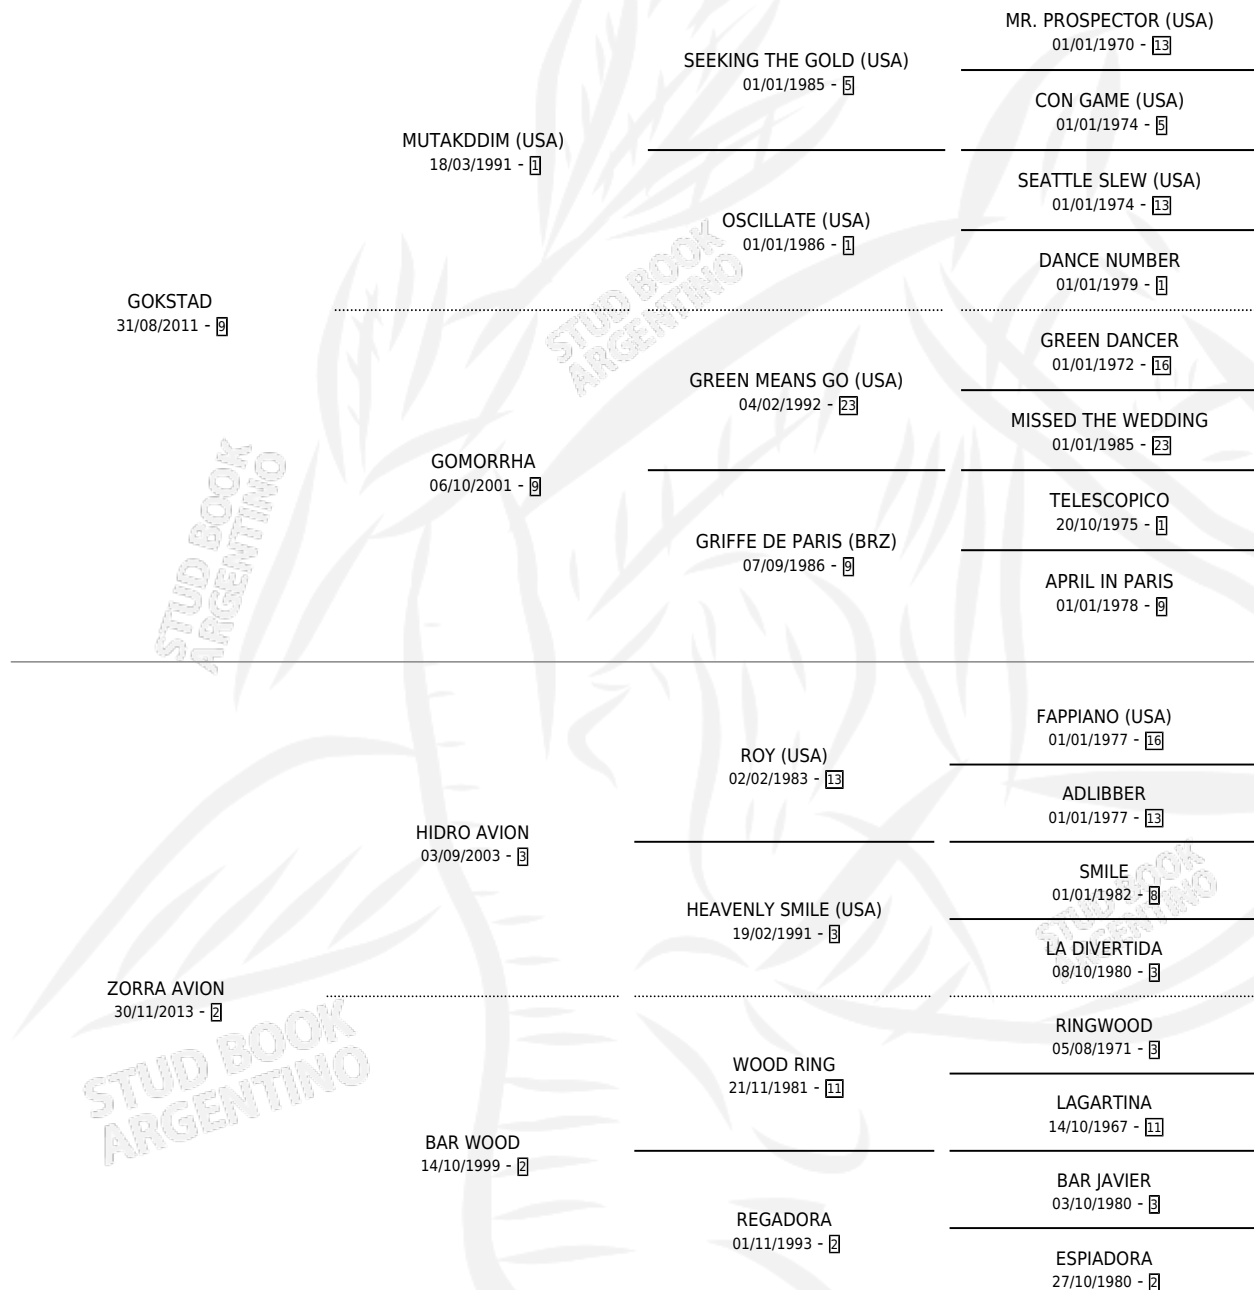 MR. PROSPECTOR (USA)
01/01/1970 - 13
SEEKING THE GOLD (USA)
01/01/1985 - 5
CON GAME (USA)
01/01/1974 - 5
MUTAKDDIM (USA)
18/03/1991 - 1
SEATTLE SLEW (USA)
01/01/1974 - 13
OSCILLATE (USA)
01/01/1986 - 1
DANCE NUMBER
01/01/1979 - 1
GOKSTAD
31/08/2011 - 9
GREEN DANCER
01/01/1972 - 16
GREEN MEANS GO (USA)
04/02/1992 - 23
MISSED THE WEDDING
01/01/1985 - 23
GOMORRHA
06/10/2001 - 9
TELESCOPICO
20/10/1975 - 1
GRIFFE DE PARIS (BRZ)
07/09/1986 - 9
APRIL IN PARIS
01/01/1978 - 9
STUD BOOK
ARGENTINO
STUD BOOK
ARGENTINO
FAPPIANO (USA)
01/01/1977 - 16
ROY (USA)
02/02/1983 - 13
ADLIBBER
01/01/1977 - 13
HIDRO AVION
03/09/2003 - 3
SMILE
01/01/1982 - 8
HEAVENLY SMILE (USA)
19/02/1991 - 3
LA DIVERTIDA
08/10/1980 - 3
STUD BOOK
ARGENTINO
ZORRA AVION
30/11/2013 - 2
RINGWOOD
05/08/1971 - 3
WOOD RING
21/11/1981 - 11
LAGARTINA
14/10/1967 - 11
BAR WOOD
14/10/1999 - 2
BAR JAVIER
03/10/1980 - 3
REGADORA
01/11/1993 - 2
ESPIADORA
27/10/1980 - 2
STUD BOOK
ARGENTINO